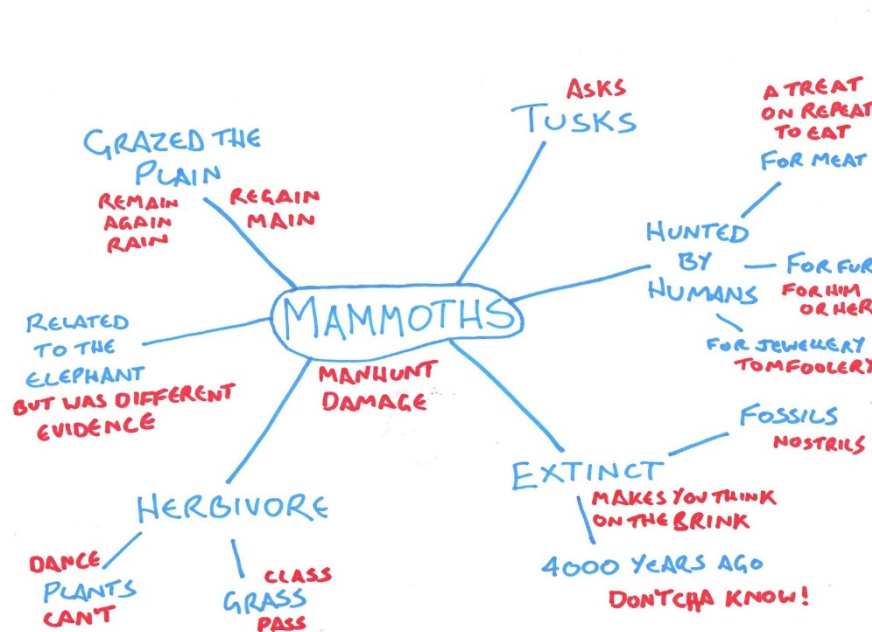 MAMMOTHS
MANHUNT
DAMAGE
GRAZED THE
PLAIN
REMAIN
AGAIN
RAIN
REGAIN
MAIN
ASKS
TUSKS
HUNTED
BY
HUMANS
A TREAT
ON REPEAT
TO EAT
FOR MEAT
FOR FUR
FOR HIM
OR HER
FOR JEWELLERY
TOMFOOLERY
EXTINCT
MAKES YOU THINK
ON THE BRINK
FOSSILS
NOSTRILS
4000 YEARS AGO
DONTCHA KNOW!
HERBIVORE
DANCE
PLANTS
CAN'T
CLASS
GRASS
PASS
RELATED
TO THE
ELEPHANT
BUT WAS DIFFERENT
EVIDENCE